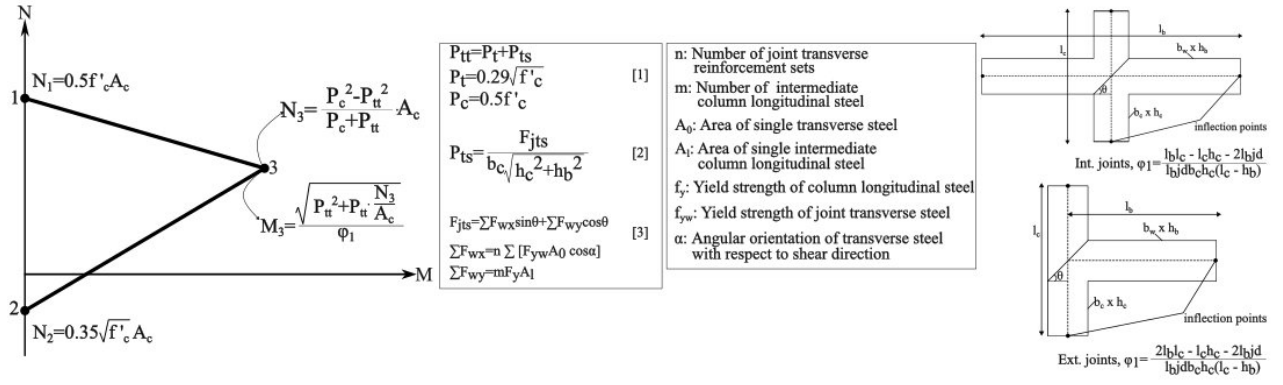 N
N₁=0.5f'cAc
1
N₃= (Pc²-Ptt²)/(Pc+Ptt) · Ac
3
M₃= √(Ptt²+Ptt · N₃/Ac)/φ₁
M
2
N₂=0.35√f'c Ac
Ptt=Pt+Pts
Pt=0.29√f'c [1]
Pc=0.5f'c
Pts= Fjts/(bc√(hc²+hb²)) [2]
Fjts=∑Fwxsinθ+∑Fwycosθ [3]
∑Fwx=n ∑ [FywA₀ cosα]
∑Fwy=mFyAl
n: Number of joint transverse
reinforcement sets
m: Number of intermediate
column longitudinal steel
A₀: Area of single transverse steel
Al: Area of single intermediate
column longitudinal steel
fy: Yield strength of column longitudinal steel
fyw: Yield strength of joint transverse steel
α: Angular orientation of transverse steel
with respect to shear direction
lb
lc
bw x hb
θ
bc x hc
inflection points
Int. joints, φ₁= (lblc - lchc - 2lbjd)/(lbjdbchc(lc - hb))
lb
lc
bw x hb
θ
bc x hc
inflection points
Ext. joints, φ₁= (2lblc - lchc - 2lbjd)/(lbjdbchc(lc - hb))